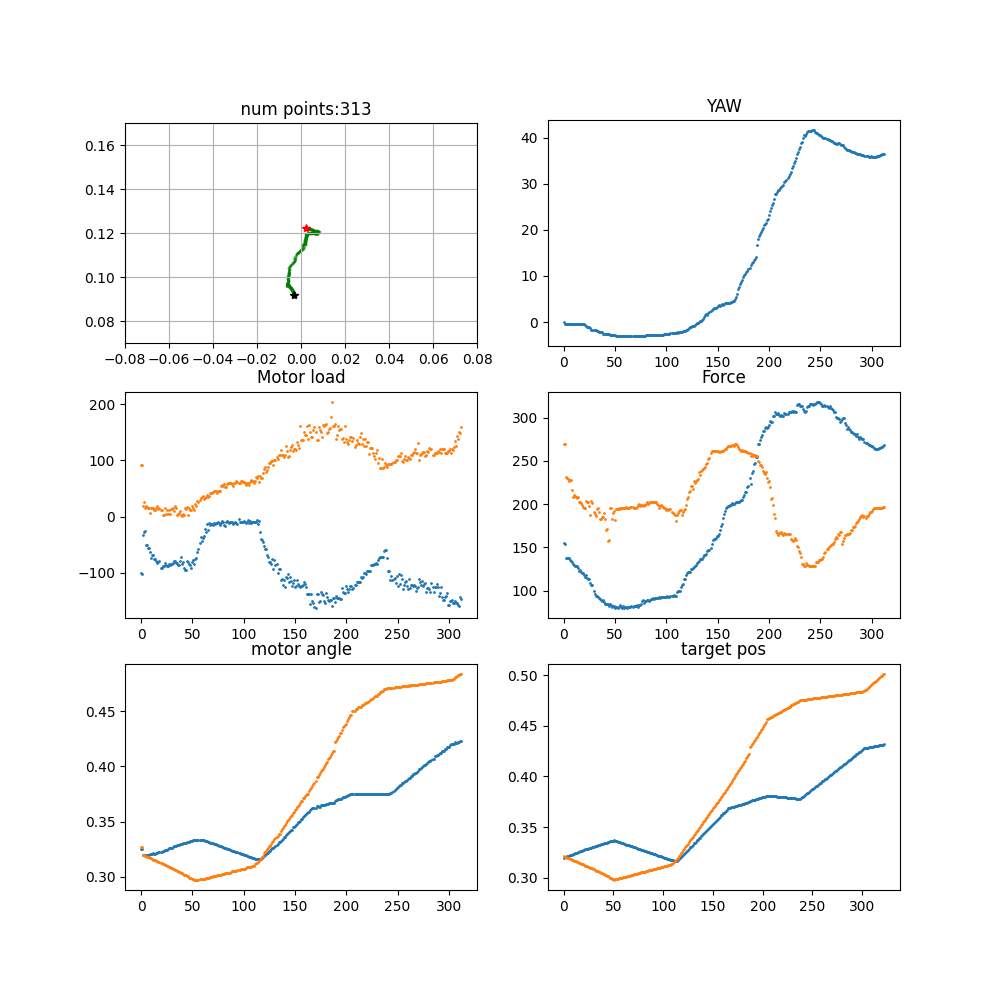 num points:313
0.16
0.14
0.12
0.10
0.08
−0.08 −0.06 −0.04 −0.02 0.00 0.02 0.04 0.06 0.08
YAW
40
30
20
10
0
0 50 100 150 200 250 300
Motor load
200
100
0
−100
0 50 100 150 200 250 300
Force
300
250
200
150
100
0 50 100 150 200 250 300
motor angle
0.45
0.40
0.35
0.30
0 50 100 150 200 250 300
target pos
0.50
0.45
0.40
0.35
0.30
0 50 100 150 200 250 300